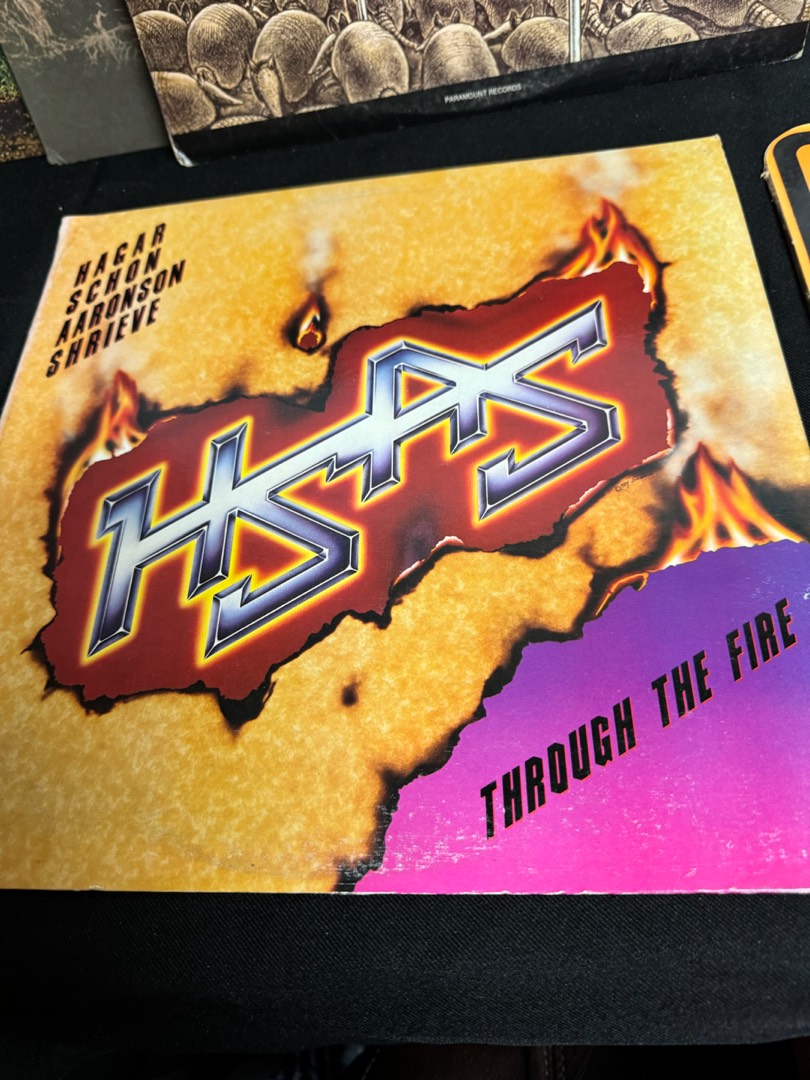 PARAMOUNT RECORDS
HAGAR
SCHON
AARONSON
SHRIEVE
HSAS
THROUGH THE FIRE